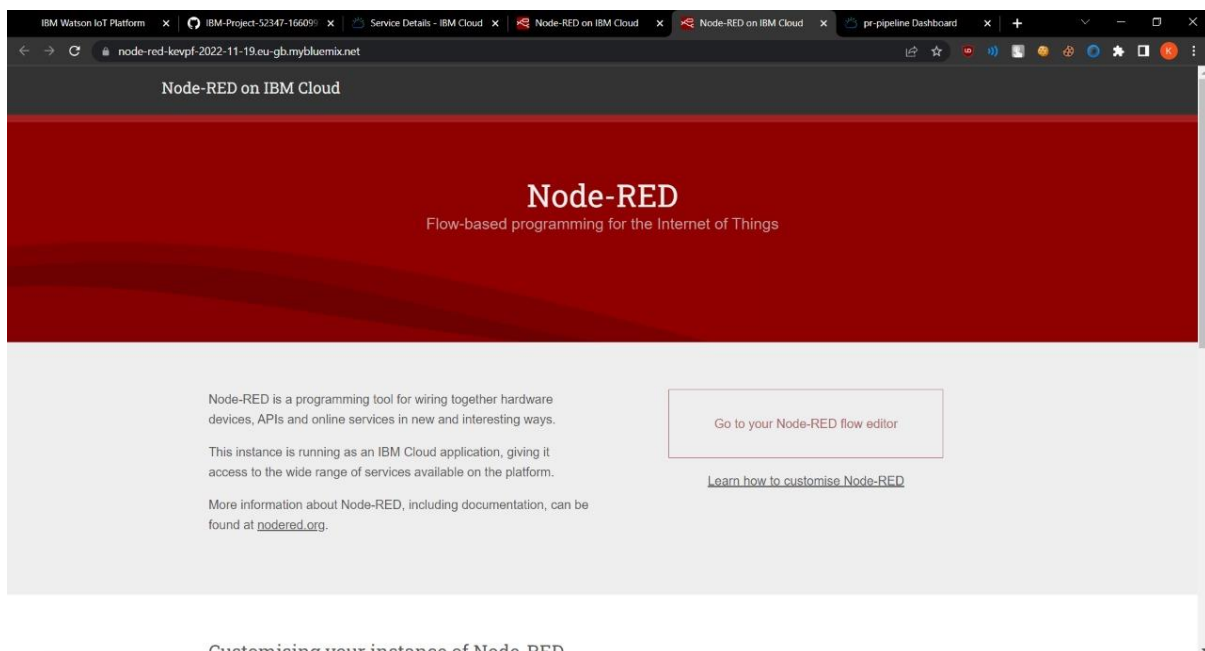 IBM Watson IoT Platform
IBM-Project-52347-166099
Service Details - IBM Cloud
Node-RED on IBM Cloud
Node-RED on IBM Cloud
pr-pipeline Dashboard
node-red-kevpf-2022-11-19.eu-gb.mybluemix.net
K
Node-RED on IBM Cloud
Node-RED
Flow-based programming for the Internet of Things
Node-RED is a programming tool for wiring together hardware
devices, APIs and online services in new and interesting ways.
This instance is running as an IBM Cloud application, giving it
access to the wide range of services available on the platform.
More information about Node-RED, including documentation, can be
found at nodered.org.
Go to your Node-RED flow editor
Learn how to customise Node-RED
Customising your instance of Node-RED